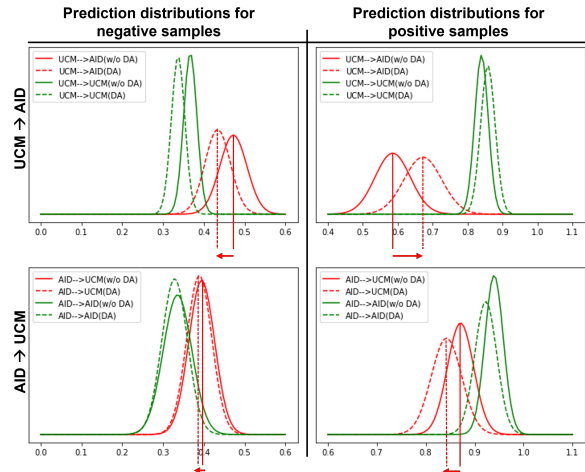 Prediction distributions for
negative samples
Prediction distributions for
positive samples
UCM → AID
UCM-->AID(w/o DA)
UCM-->AID(DA)
UCM-->UCM(w/o DA)
UCM-->UCM(DA)
0.0 0.1 0.2 0.3 0.4 0.5 0.6
UCM-->AID(w/o DA)
UCM-->AID(DA)
UCM-->UCM(w/o DA)
UCM-->UCM(DA)
0.4 0.5 0.6 0.7 0.8 0.9 1.0 1.1
AID → UCM
AID-->UCM(w/o DA)
AID-->UCM(DA)
AID-->AID(w/o DA)
AID-->AID(DA)
0.0 0.1 0.2 0.3 0.4 0.5 0.6
AID-->UCM(w/o DA)
AID-->UCM(DA)
AID-->AID(w/o DA)
AID-->AID(DA)
0.6 0.7 0.8 0.9 1.0 1.1